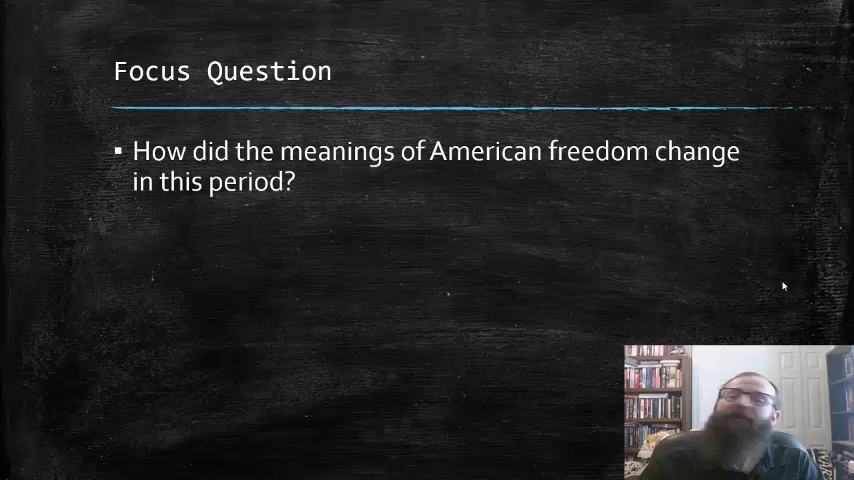 Focus Question
▪ How did the meanings of American freedom change
in this period?